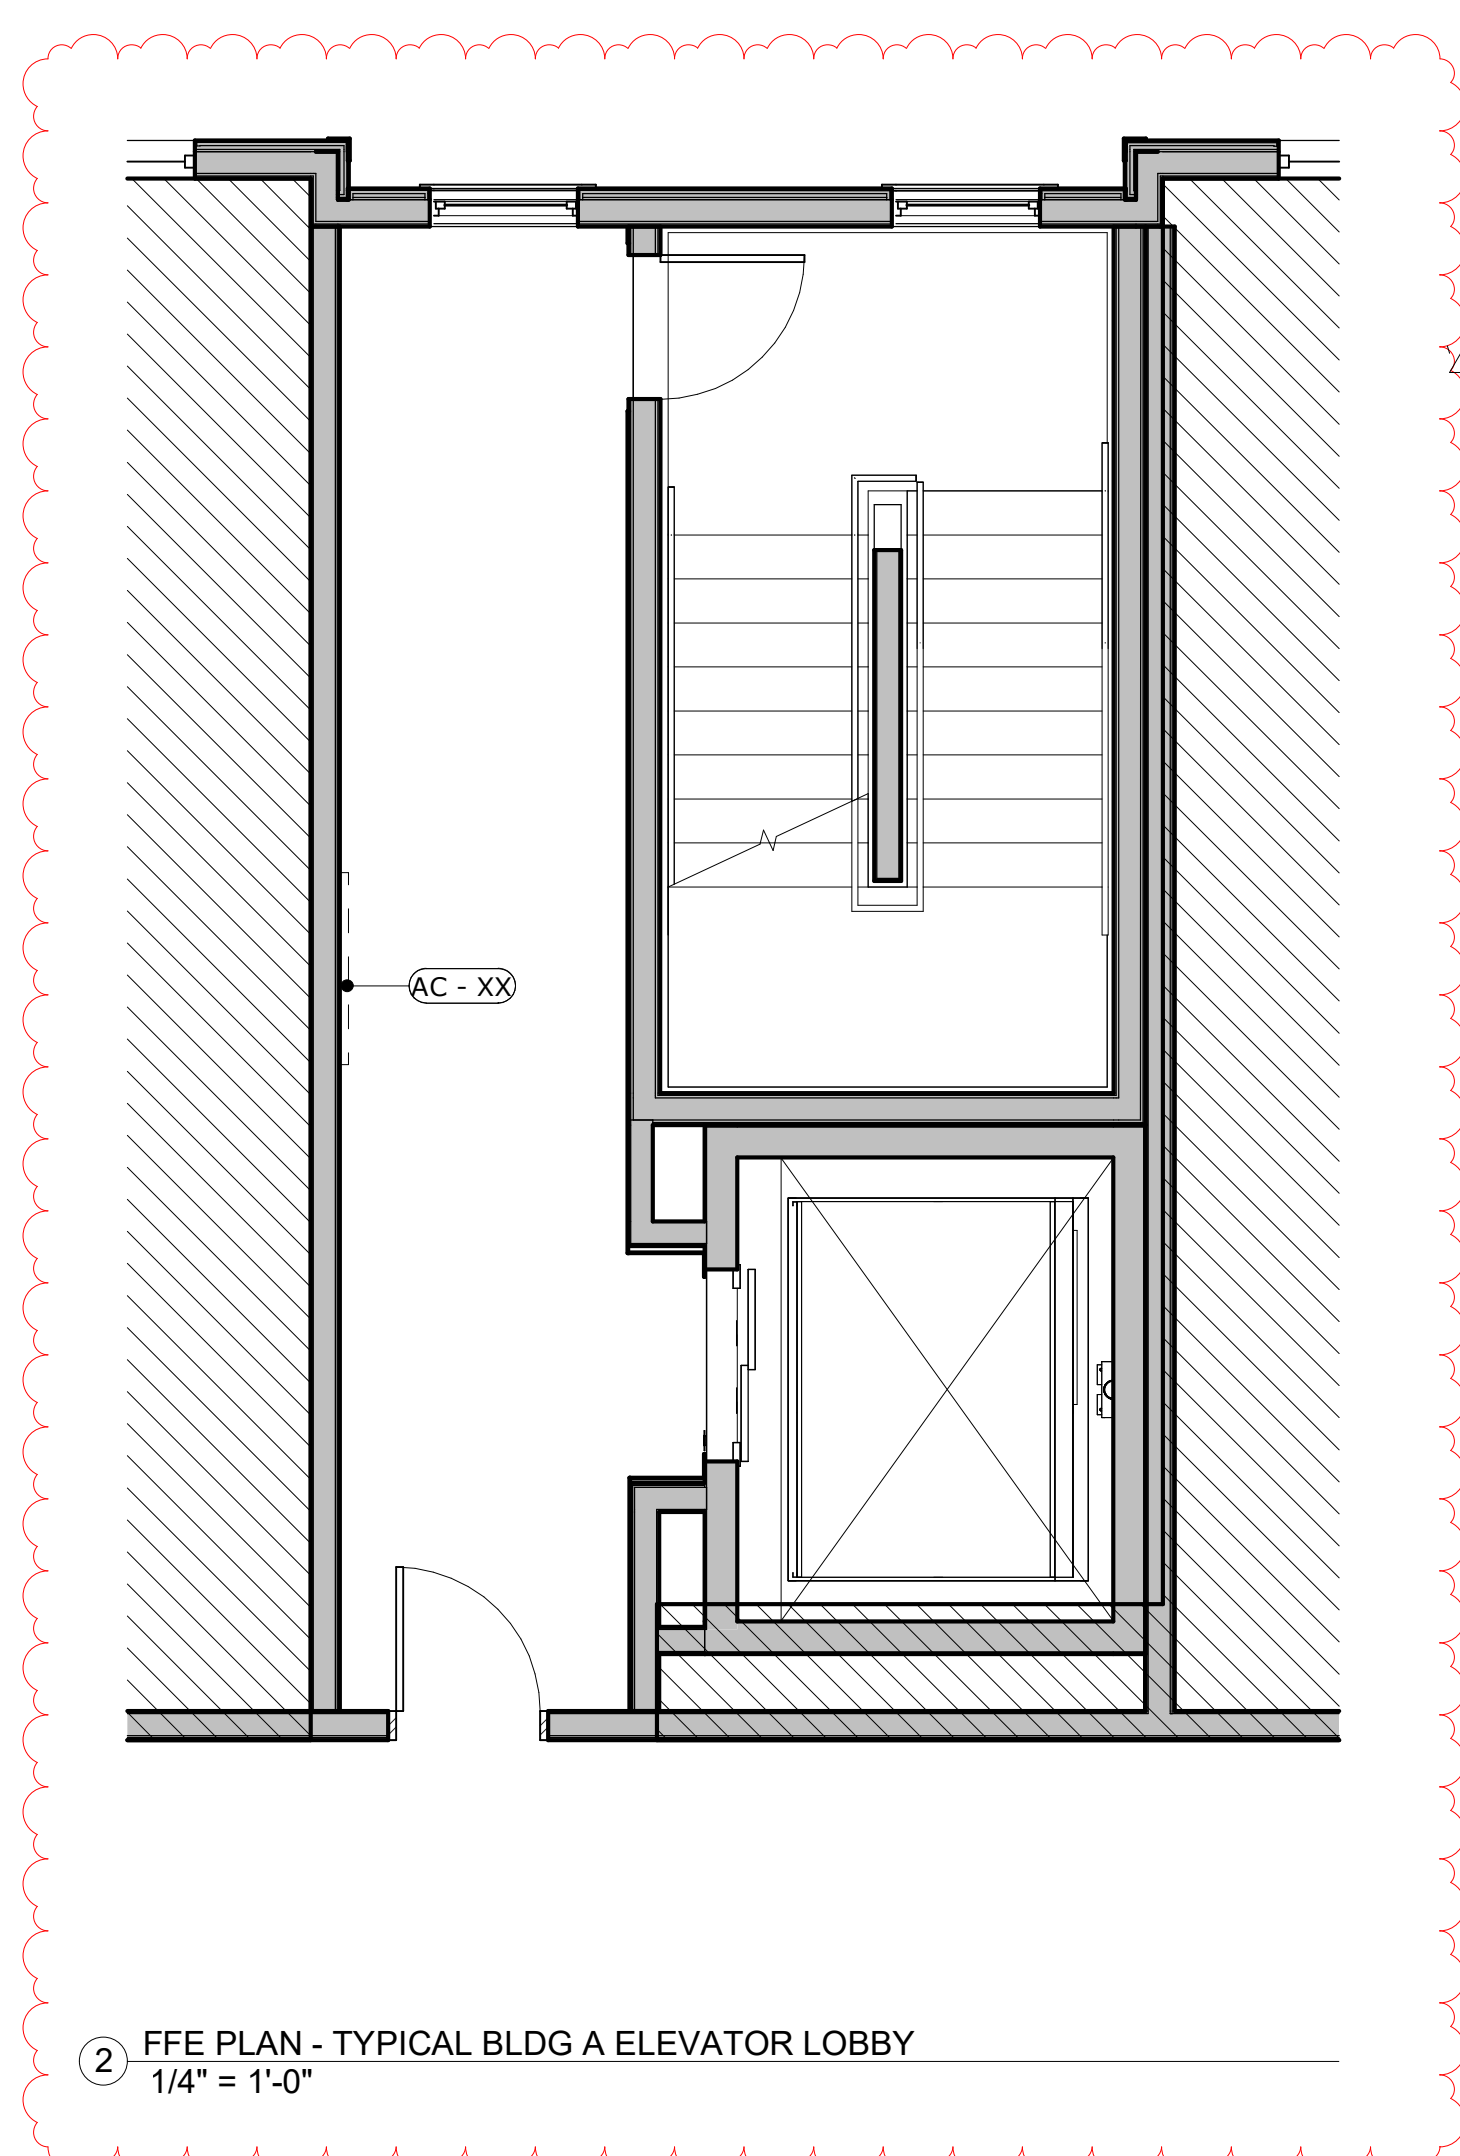 AC - XX
2
FFE PLAN - TYPICAL BLDG A ELEVATOR LOBBY
1/4" = 1'-0"